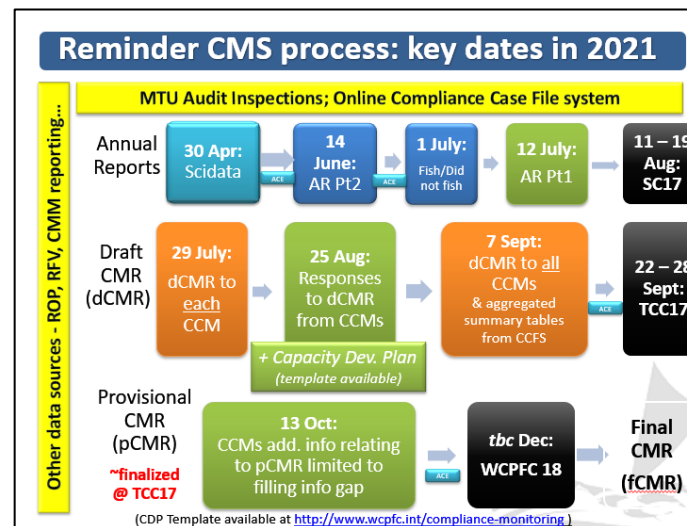 Reminder CMS process: key dates in 2021
Other data sources - ROP, RFV, CMM reporting...
MTU Audit Inspections; Online Compliance Case File system
Annual
Reports
30 Apr:
Scidata
ACE
14
June:
AR Pt2
ACE
1 July:
Fish/Did
not fish
12 July:
AR Pt1
11 – 19
Aug:
SC17
Draft
CMR
(dCMR)
29 July:
dCMR to
each
CCM
25 Aug:
Responses
to dCMR
from CCMs
+ Capacity Dev. Plan
(template available)
7 Sept:
dCMR to all
CCMs
& aggregated
summary tables
from CCFS
ACE
22 – 28
Sept:
TCC17
Provisional
CMR
(pCMR)
~finalized
@ TCC17
13 Oct:
CCMs add. info relating
to pCMR limited to
filling info gap
ACE
tbc Dec:
WCPFC 18
Final
CMR
(fCMR)
(CDP Template available at http://www.wcpfc.int/compliance-monitoring )